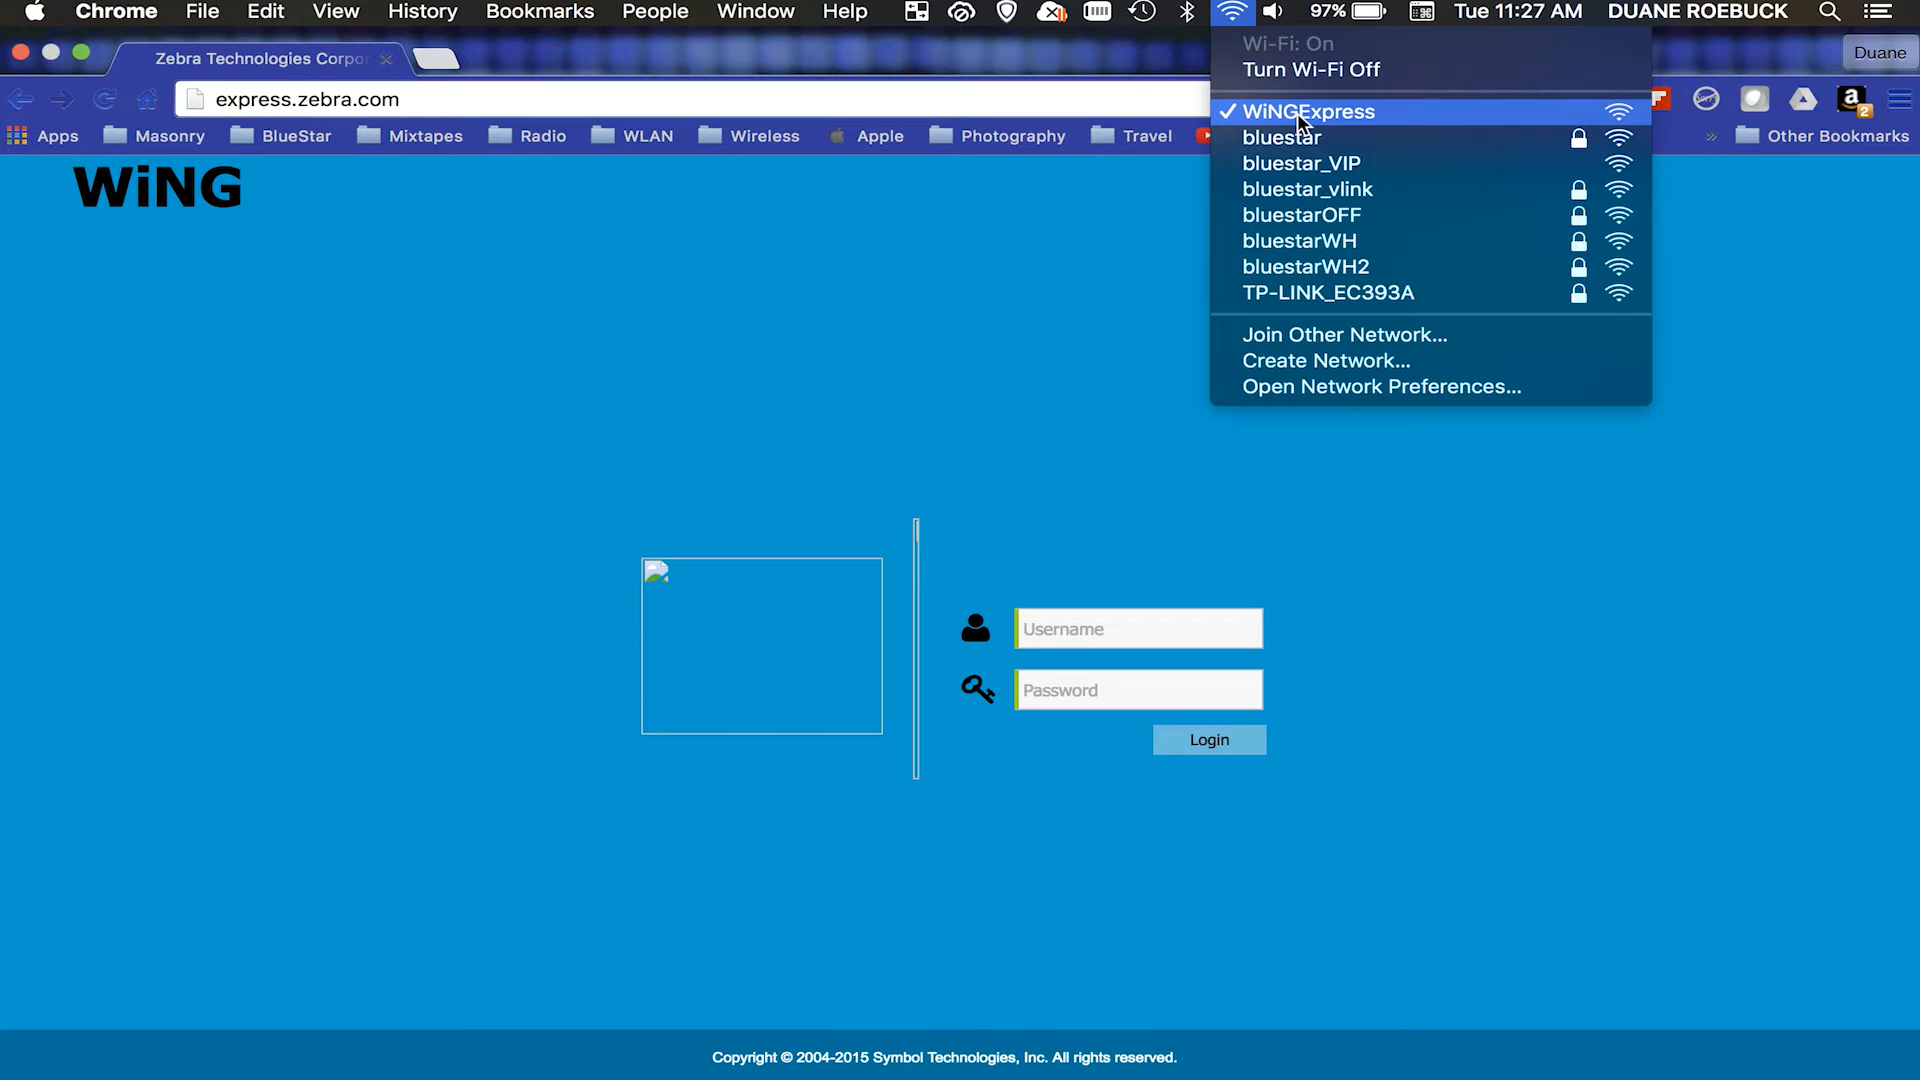 Chrome File Edit View History Bookmarks People Window Help 97% Tue 11:27 AM DUANE ROEBUCK
Zebra Technologies Corpo
Duane
express.zebra.com
Apps Masonry BlueStar Mixtapes Radio WLAN Wireless Apple Photography Travel » Other Bookmarks
Wi-Fi: On
Turn Wi-Fi Off
WiNGExpress
bluestar
bluestar_VIP
bluestar_vlink
bluestarOFF
bluestarWH
bluestarWH2
TP-LINK_EC393A
Join Other Network...
Create Network...
Open Network Preferences...
a
2
WiNG
Username
Password
Login
Copyright © 2004-2015 Symbol Technologies, Inc. All rights reserved.